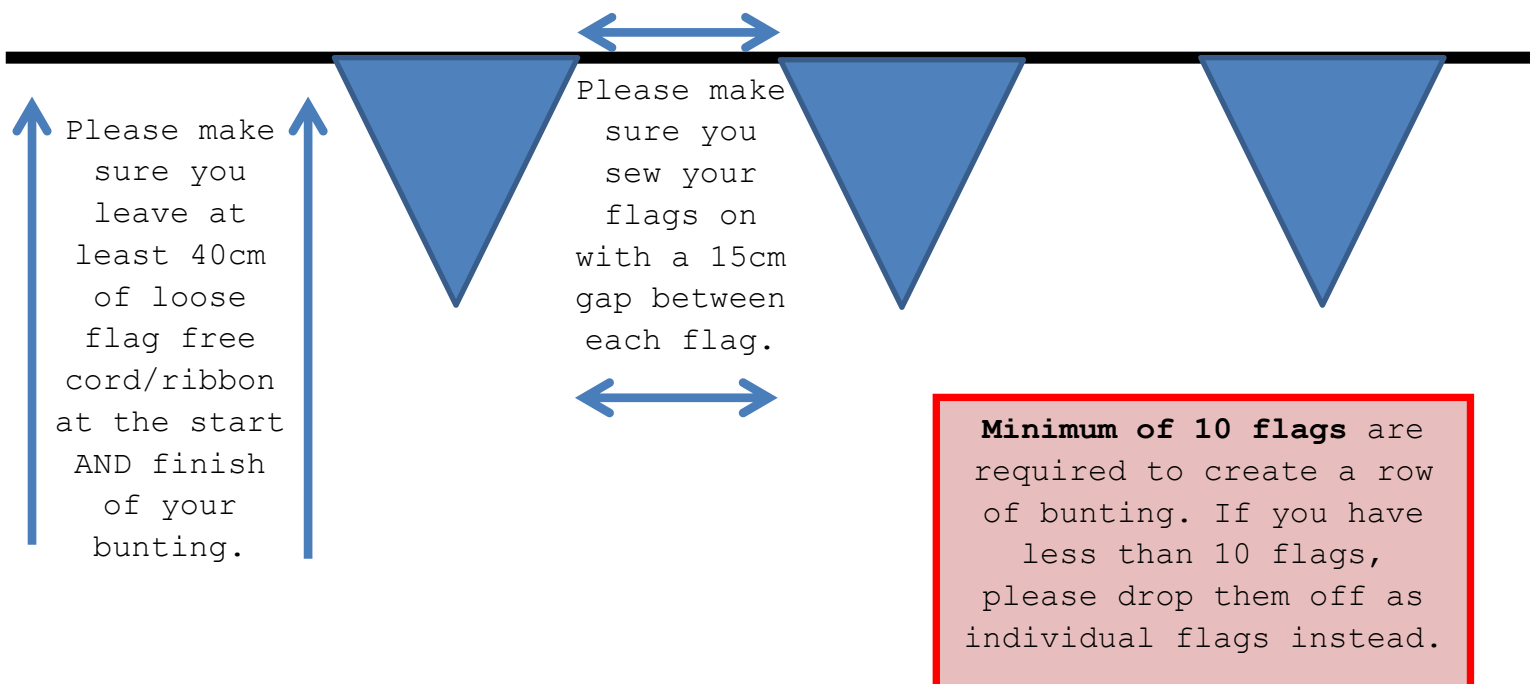 Please make
sure you
leave at
least 40cm
of loose
flag free
cord/ribbon
at the start
AND finish
of your
bunting.
Please make
sure you
sew your
flags on
with a 15cm
gap between
each flag.
Minimum of 10 flags are
required to create a row
of bunting. If you have
less than 10 flags,
please drop them off as
individual flags instead.